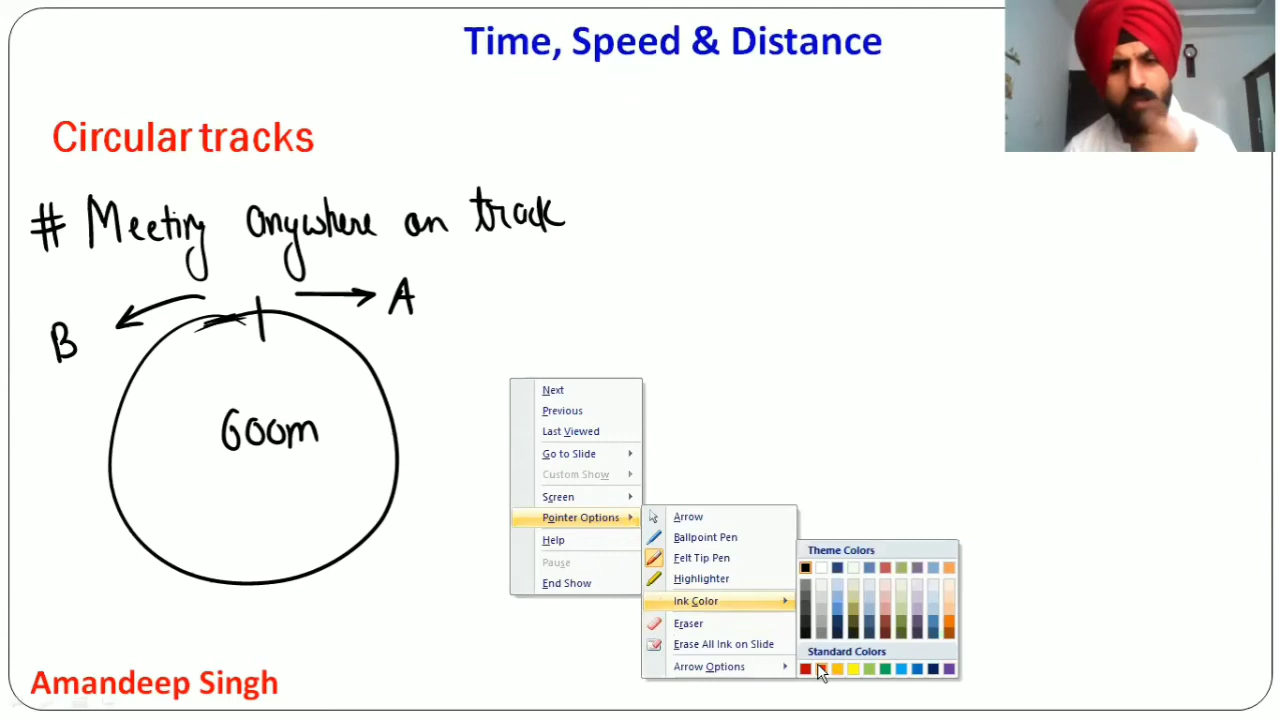 Time, Speed & Distance
Circular tracks
# Meeting anywhere on track
B
A
600m
Next
Previous
Last Viewed
Go to Slide
Custom Show
Screen
Pointer Options
Help
Pause
End Show
Arrow
Ballpoint Pen
Felt Tip Pen
Highlighter
Ink Color
Eraser
Erase All Ink on Slide
Arrow Options
Theme Colors
Standard Colors
Amandeep Singh